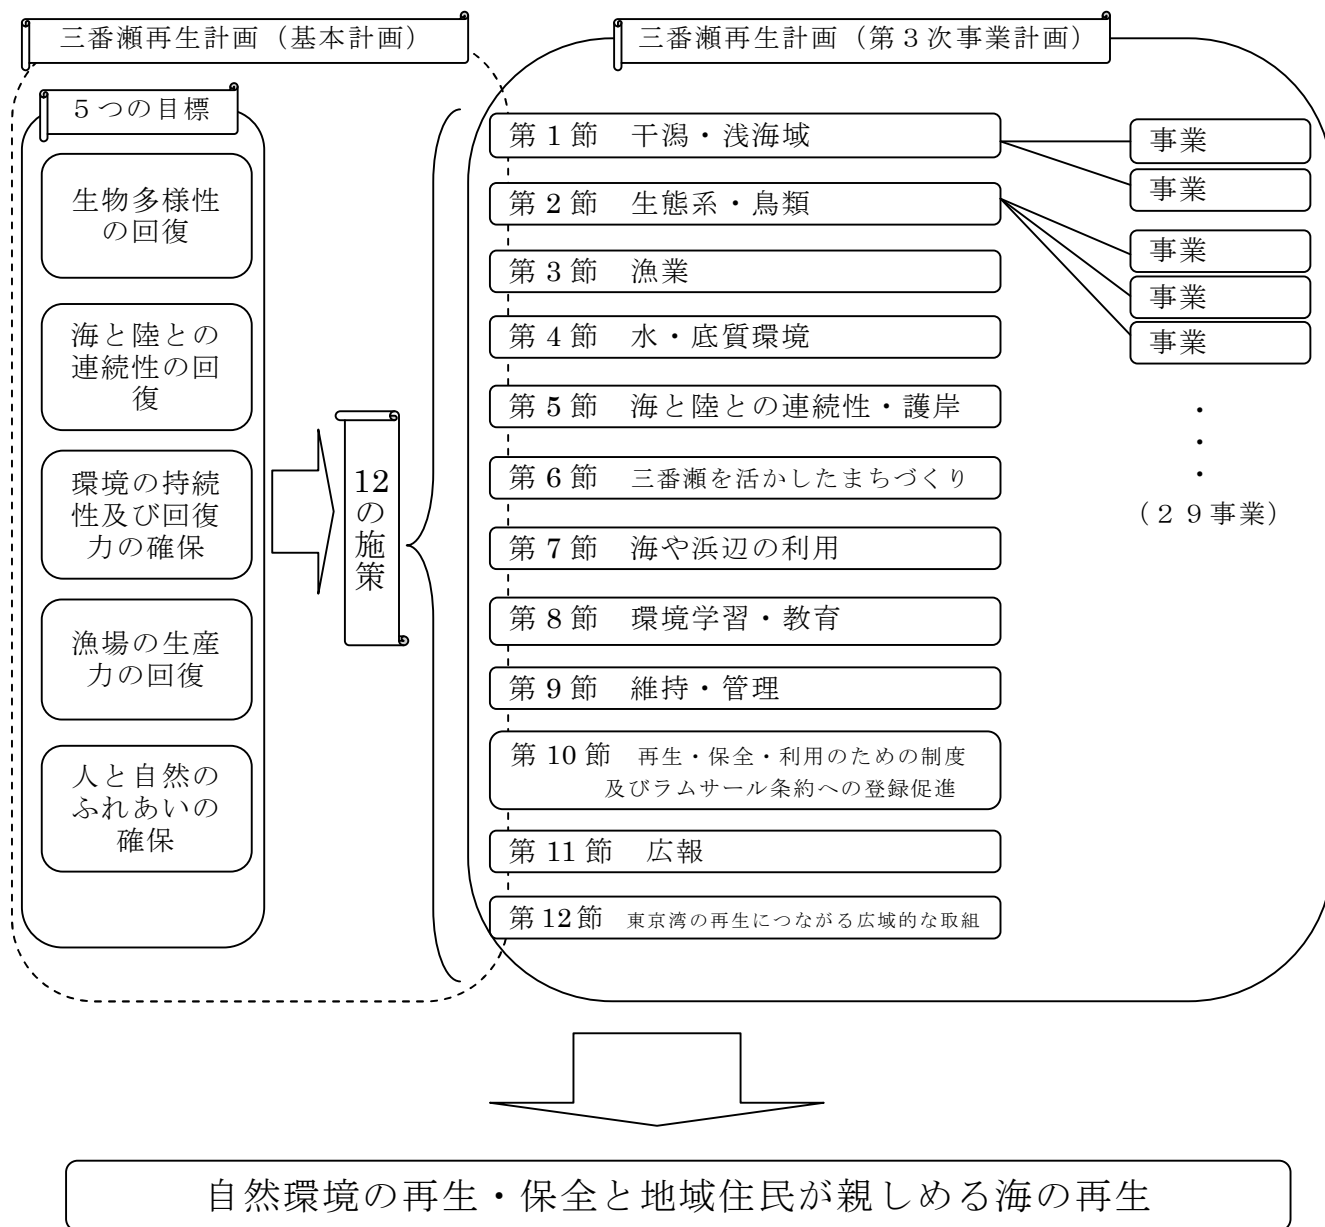 三番瀬再生計画（基本計画）
５つの目標
生物多様性
の回復
海と陸との
連続性の回
復
環境の持続
性及び回復
力の確保
漁場の生産
力の回復
人と自然の
ふれあいの
確保
12の施策
三番瀬再生計画（第３次事業計画）
第1節　干潟・浅海域
第2節　生態系・鳥類
第3節　漁業
第4節　水・底質環境
第5節　海と陸との連続性・護岸
第6節　三番瀬を活かしたまちづくり
第7節　海や浜辺の利用
第8節　環境学習・教育
第9節　維持・管理
第10節　再生・保全・利用のための制度
及びラムサール条約への登録促進
第11節　広報
第12節　東京湾の再生につながる広域的な取組
事業
事業
事業
事業
事業
・
・
・
（２９事業）
自然環境の再生・保全と地域住民が親しめる海の再生